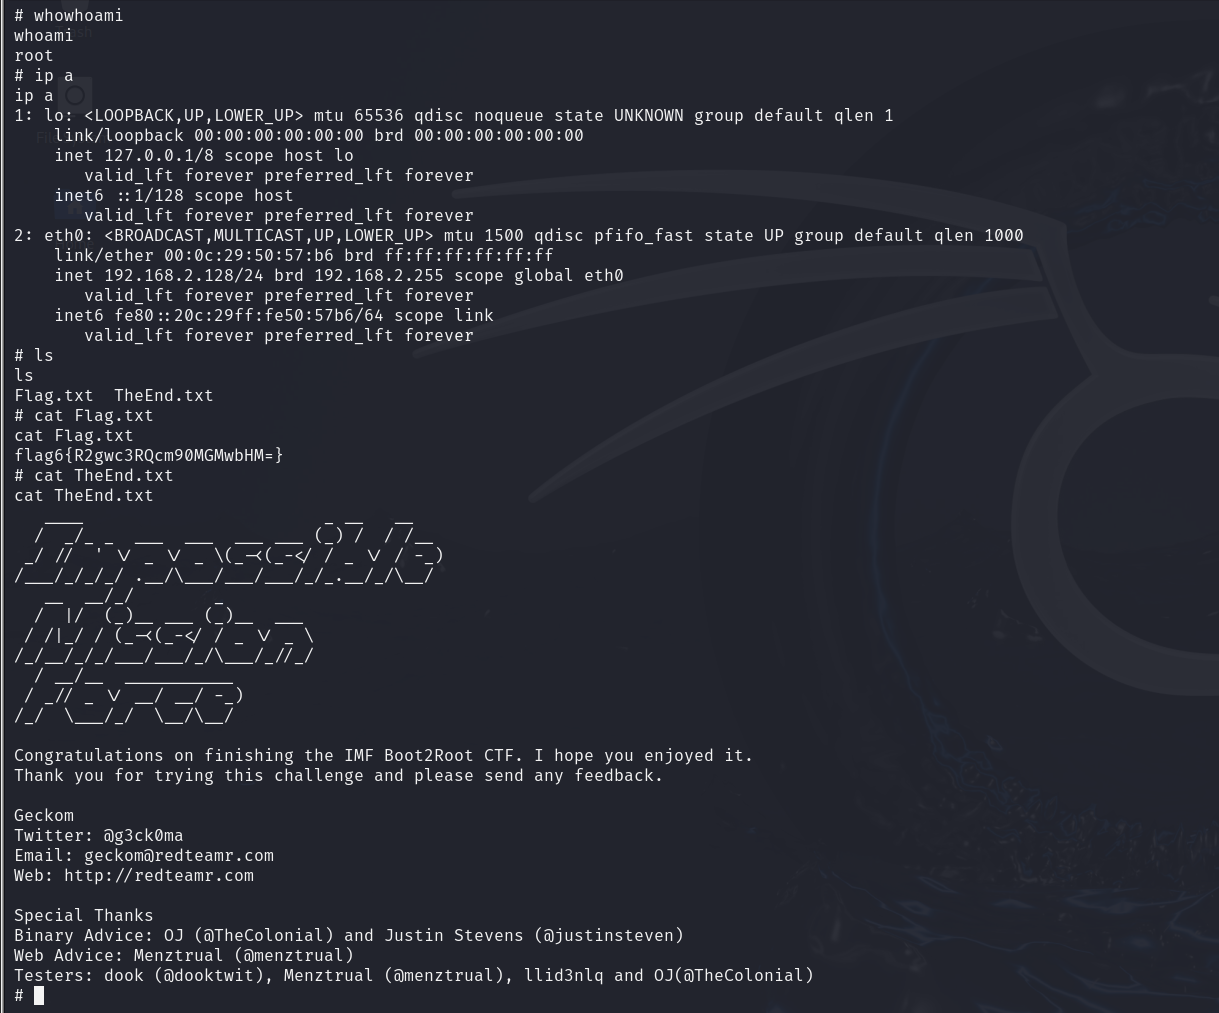 # whowhoami
whoami
root
# ip a
ip a
1: lo: <LOOPBACK,UP,LOWER_UP> mtu 65536 qdisc noqueue state UNKNOWN group default qlen 1
    link/loopback 00:00:00:00:00:00 brd 00:00:00:00:00:00
    inet 127.0.0.1/8 scope host lo
       valid_lft forever preferred_lft forever
    inet6 ::1/128 scope host
       valid_lft forever preferred_lft forever
2: eth0: <BROADCAST,MULTICAST,UP,LOWER_UP> mtu 1500 qdisc pfifo_fast state UP group default qlen 1000
    link/ether 00:0c:29:50:57:b6 brd ff:ff:ff:ff:ff:ff
    inet 192.168.2.128/24 brd 192.168.2.255 scope global eth0
       valid_lft forever preferred_lft forever
    inet6 fe80::20c:29ff:fe50:57b6/64 scope link
       valid_lft forever preferred_lft forever
# ls
ls
Flag.txt  TheEnd.txt
# cat Flag.txt
cat Flag.txt
flag6{R2gwc3RQcm90MGMwbHM=}
# cat TheEnd.txt
cat TheEnd.txt
Impossible
Mission
Force
Congratulations on finishing the IMF Boot2Root CTF. I hope you enjoyed it.
Thank you for trying this challenge and please send any feedback.
Geckom
Twitter: @g3ck0ma
Email: geckom@redteamr.com
Web: http://redteamr.com
Special Thanks
Binary Advice: OJ (@TheColonial) and Justin Stevens (@justinsteven)
Web Advice: Menztrual (@menztrual)
Testers: dook (@dooktwit), Menztrual (@menztrual), llid3nlq and OJ(@TheColonial)
#